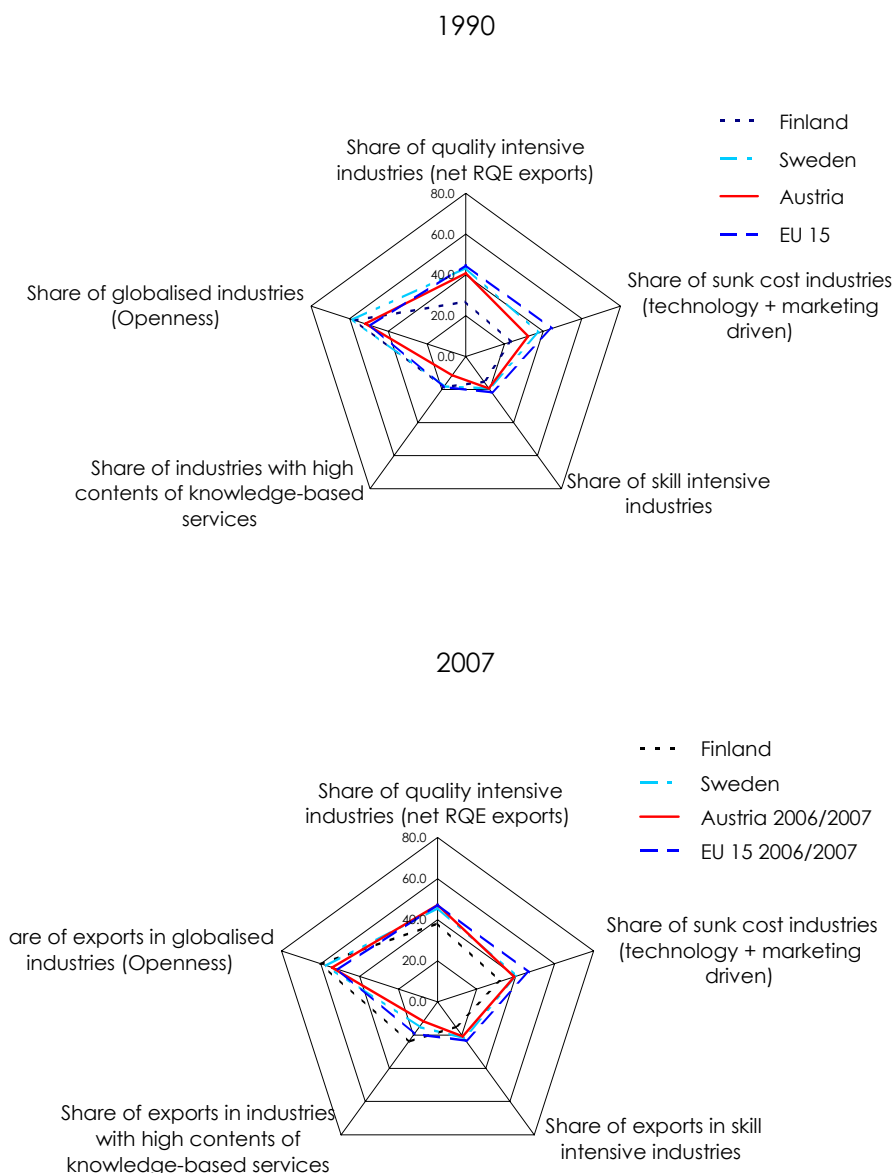 1990
Finland
Sweden
Austria
EU 15
Share of quality intensive
industries (net RQE exports)
80.0
60.0
40.0
20.0
0.0
Share of sunk cost industries
(technology + marketing
driven)
Share of globalised industries
(Openness)
Share of industries with high
contents of knowledge-based
services
Share of skill intensive
industries
2007
Finland
Sweden
Austria 2006/2007
EU 15 2006/2007
Share of quality intensive
industries (net RQE exports)
80.0
60.0
40.0
20.0
0.0
Share of sunk cost industries
(technology + marketing
driven)
are of exports in globalised
industries (Openness)
Share of exports in industries
with high contents of
knowledge-based services
Share of exports in skill
intensive industries